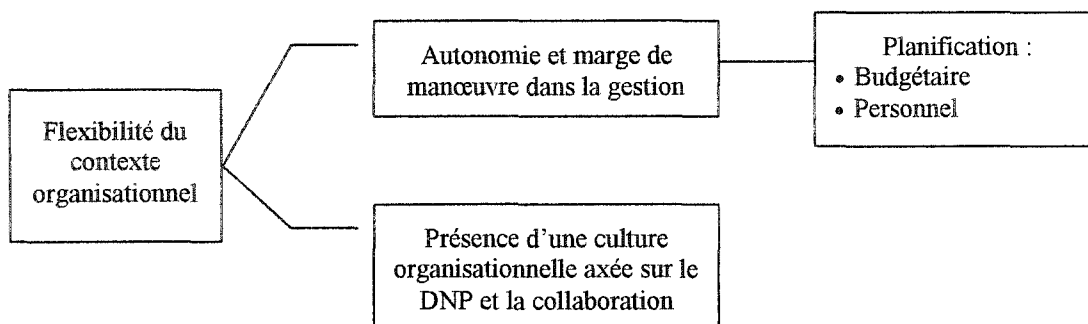 Flexibilité du
contexte
organisationnel
Autonomie et marge de
manœuvre dans la gestion
Planification :
• Budgétaire
• Personnel
Présence d'une culture
organisationnelle axée sur le
DNP et la collaboration